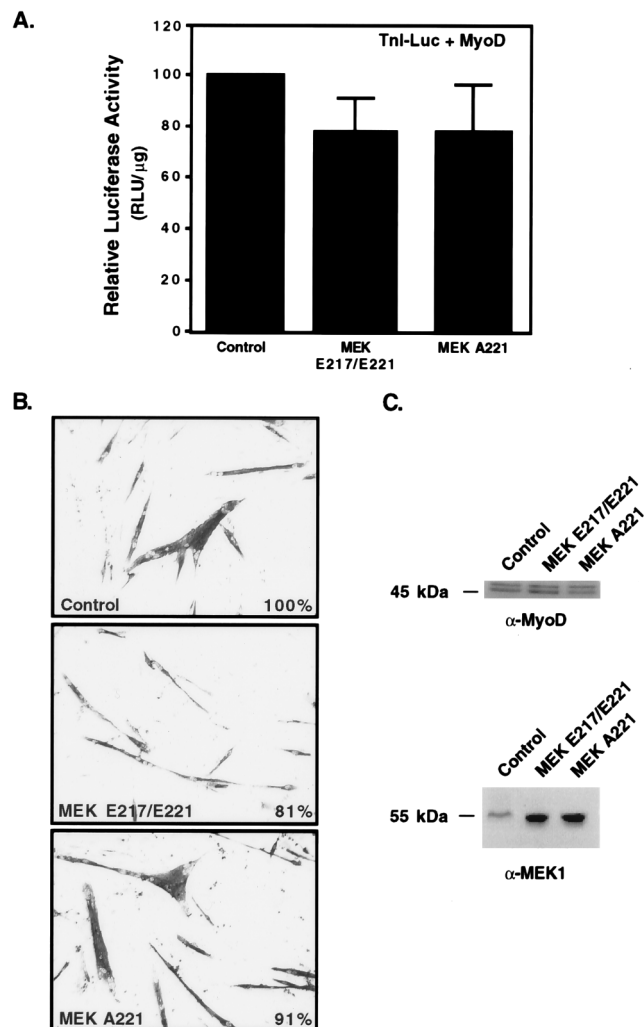 A.
TnI-Luc + MyoD
Relative Luciferase Activity
(RLU/μg)
120
100
80
60
40
20
0
Control
MEK
E217/E221
MEK A221
B.
Control 100%
MEK E217/E221 81%
MEK A221 91%
C.
Control
MEK E217/E221
MEK A221
45 kDa
α-MyoD
Control
MEK E217/E221
MEK A221
55 kDa
α-MEK1